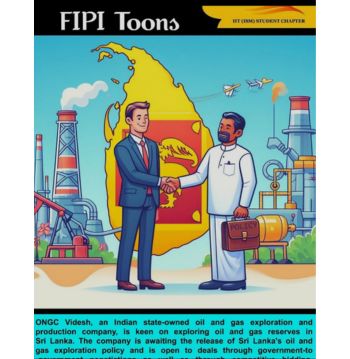 FIPI Toons
IIT (ISM) STUDENT CHAPTER
POLICY
ONGC Videsh, an Indian state-owned oil and gas exploration and
production company, is keen on exploring oil and gas reserves in
Sri Lanka. The company is awaiting the release of Sri Lanka's oil and
gas exploration policy and is open to deals through government-to